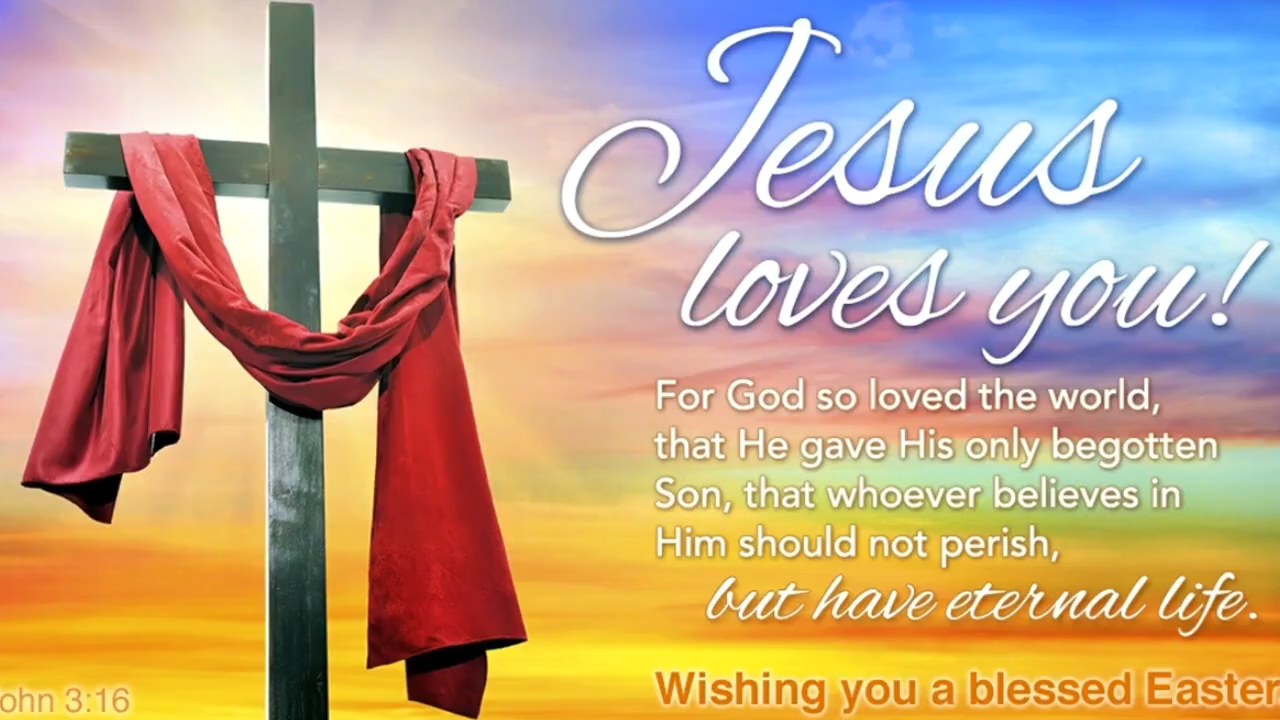 Jesus
loves you!
For God so loved the world,
that He gave His only begotten
Son, that whoever believes in
Him should not perish,
but have eternal life.
Wishing you a blessed Easter
ohn 3:16